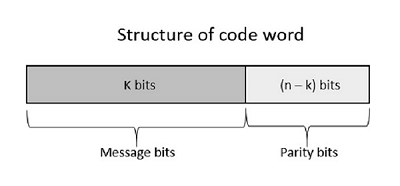 Structure of code word
K bits
(n – k) bits
Message bits
Parity bits